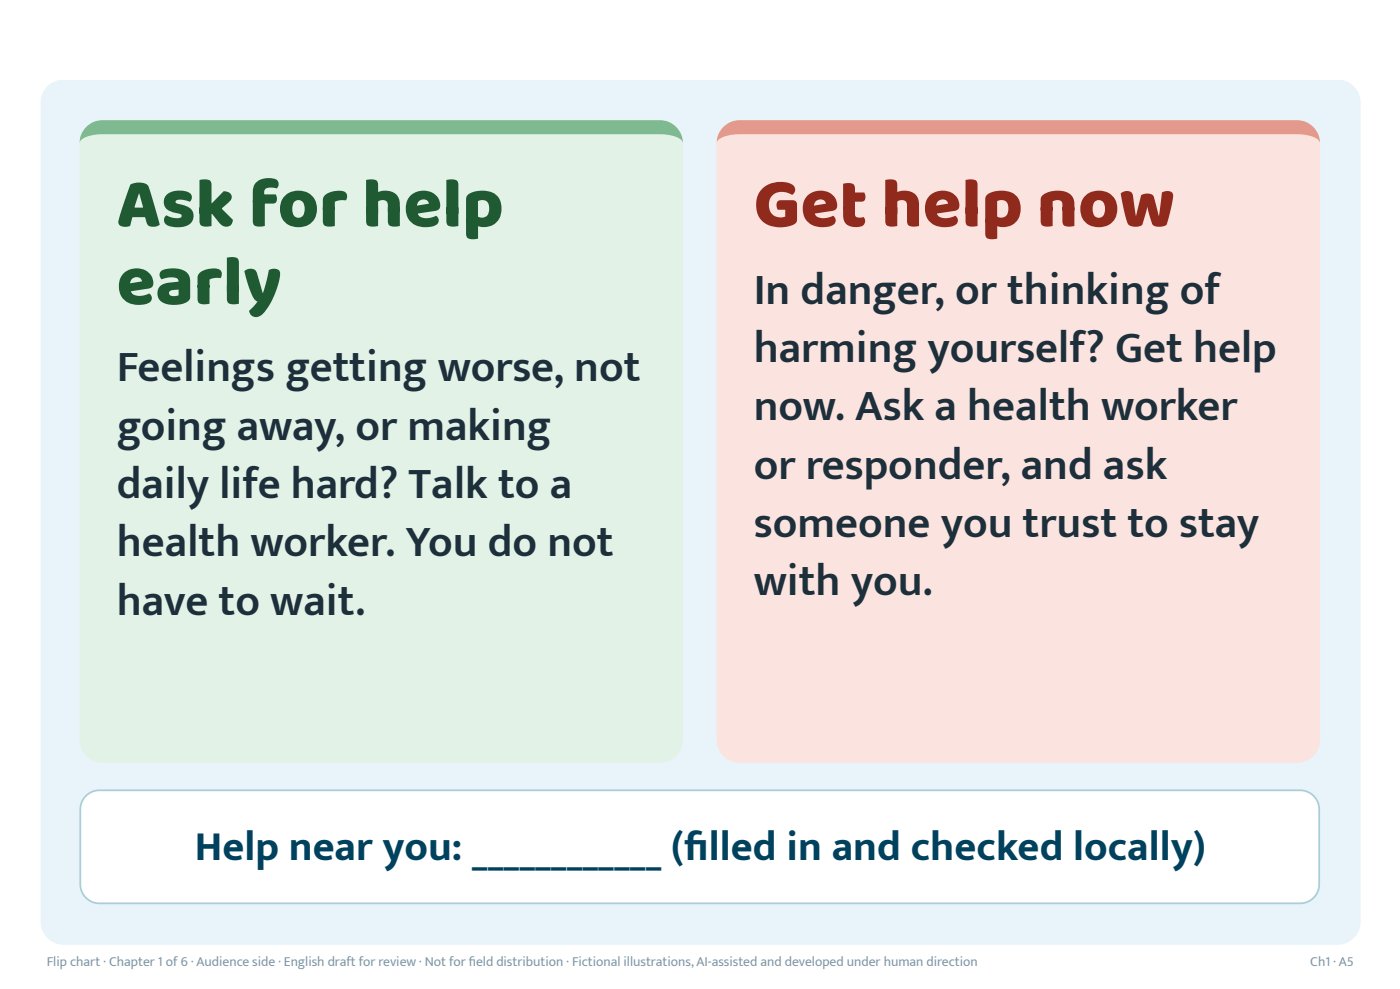 Ask for help
early
Feelings getting worse, not
going away, or making
daily life hard? Talk to a
health worker. You do not
have to wait.
Get help now
In danger, or thinking of
harming yourself? Get help
now. Ask a health worker
or responder, and ask
someone you trust to stay
with you.
Help near you: ____________ (filled in and checked locally)
Flip chart · Chapter 1 of 6 · Audience side · English draft for review · Not for field distribution · Fictional illustrations, AI-assisted and developed under human direction
Ch1 · A5